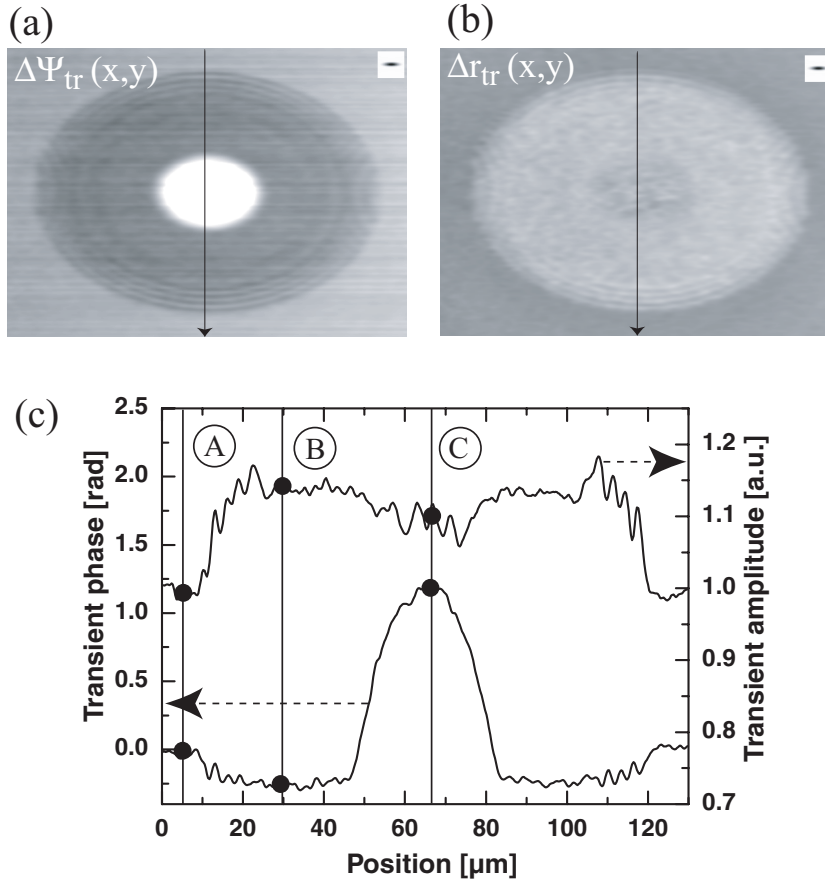 (a)
(b)
ΔΨtr (x,y)
Δrtr (x,y)
(c)
A
B
C
2.5
2.0
1.5
1.0
0.5
0.0
Transient phase [rad]
1.2
1.1
1.0
0.9
0.8
0.7
Transient amplitude [a.u.]
0
20
40
60
80
100
120
Position [µm]